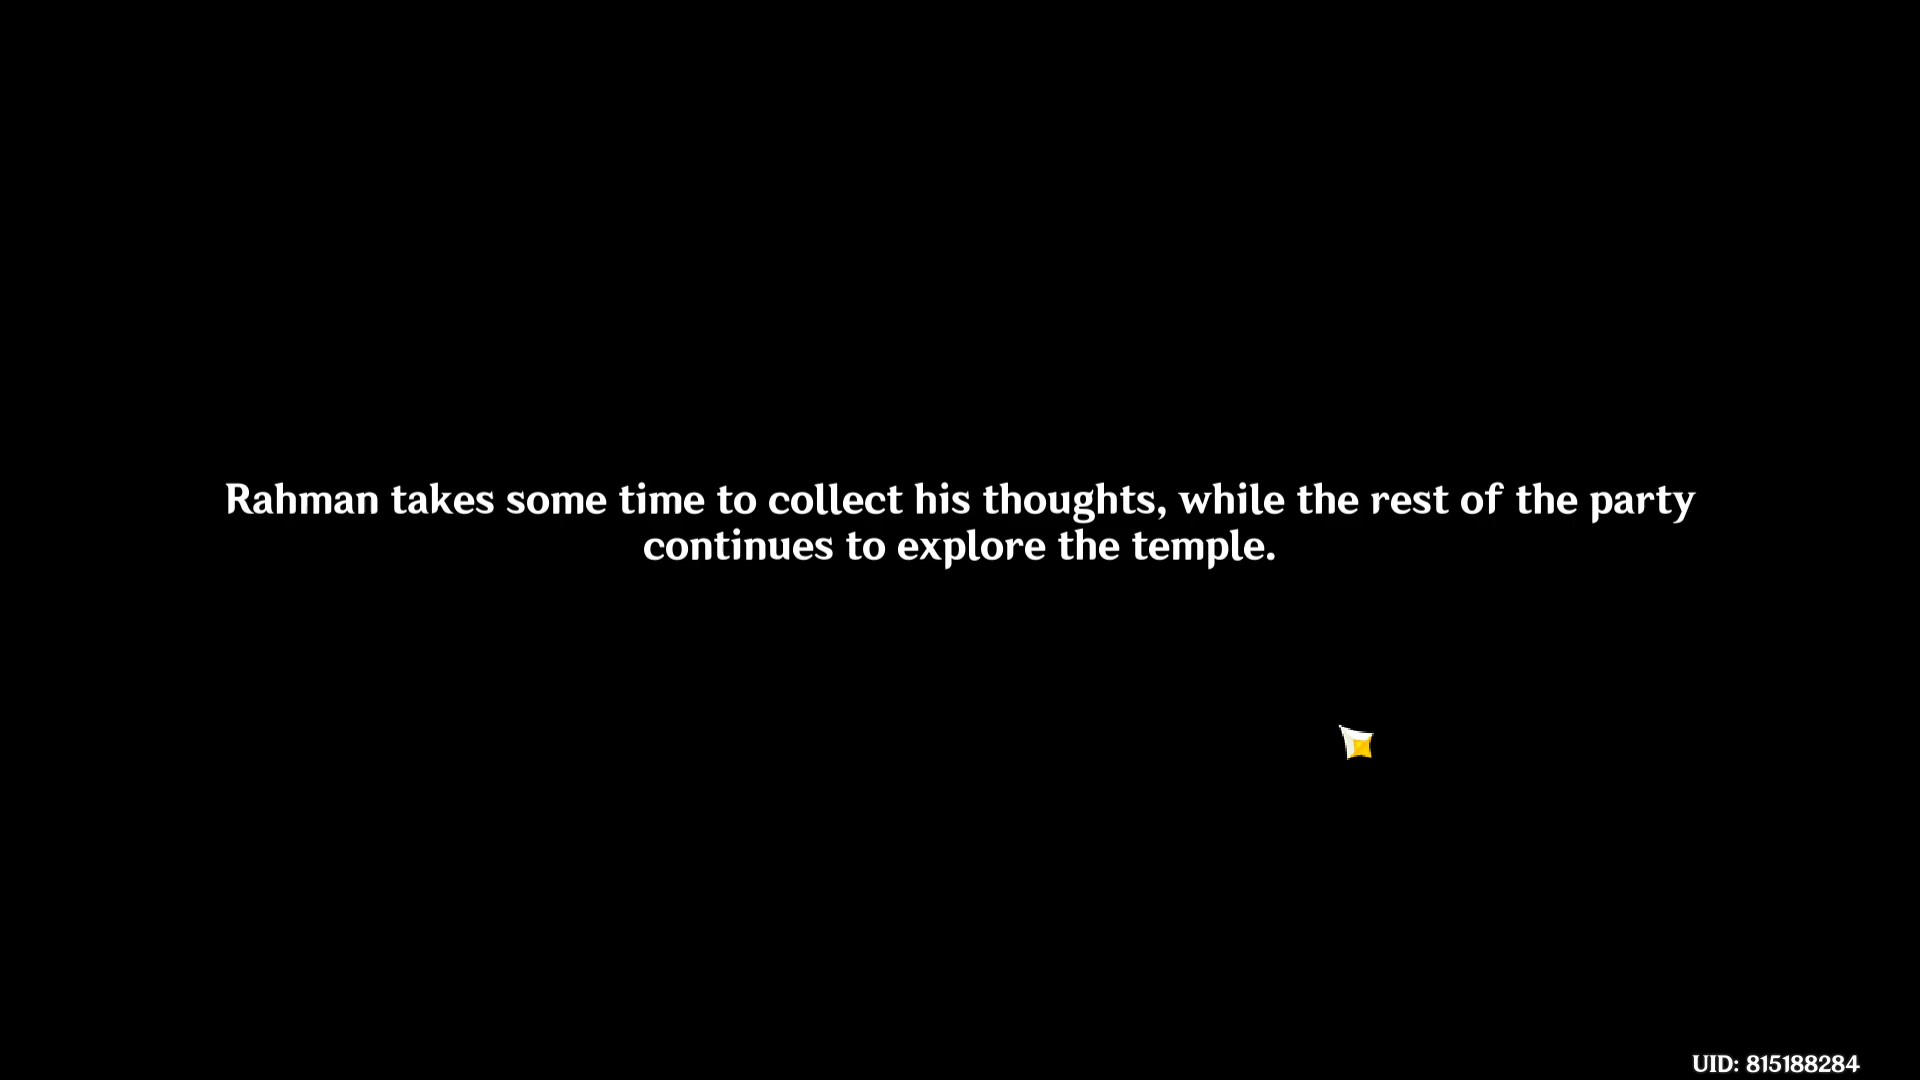 Rahman takes some time to collect his thoughts, while the rest of the party
continues to explore the temple.
UID: 815188284